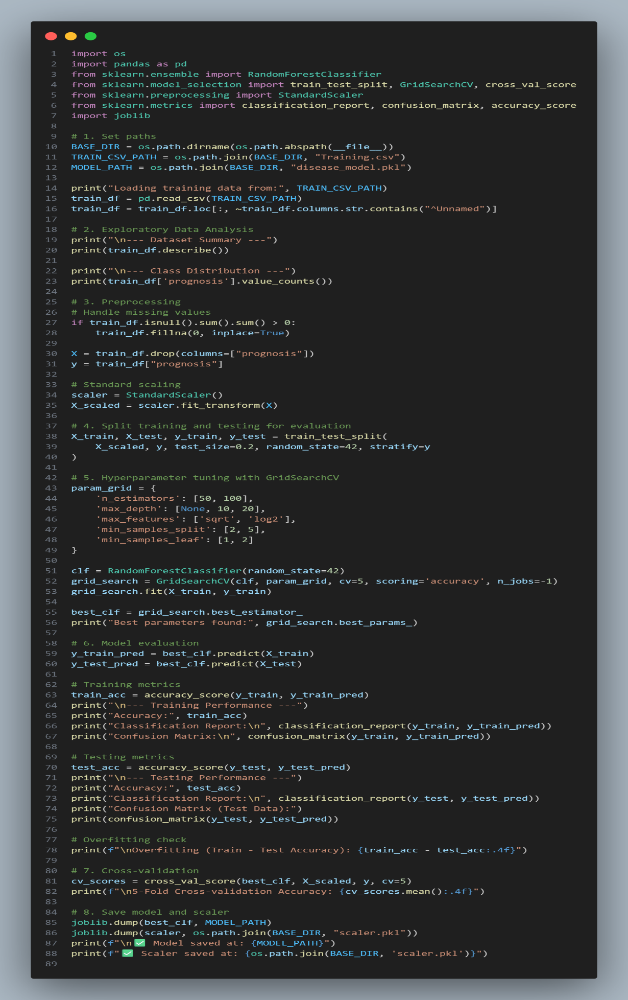 1 import os
2 import pandas as pd
3 from sklearn.ensemble import RandomForestClassifier
4 from sklearn.model_selection import train_test_split, GridSearchCV, cross_val_score
5 from sklearn.preprocessing import StandardScaler
6 from sklearn.metrics import classification_report, confusion_matrix, accuracy_score
7 import joblib
8
9 # 1. Set paths
10 BASE_DIR = os.path.dirname(os.path.abspath(__file__))
11 TRAIN_CSV_PATH = os.path.join(BASE_DIR, "Training.csv")
12 MODEL_PATH = os.path.join(BASE_DIR, "disease_model.pkl")
13
14 print("Loading training data from:", TRAIN_CSV_PATH)
15 train_df = pd.read_csv(TRAIN_CSV_PATH)
16 train_df = train_df.loc[:, ~train_df.columns.str.contains("^Unnamed")]
17
18 # 2. Exploratory Data Analysis
19 print("\n--- Dataset Summary ---")
20 print(train_df.describe())
21
22 print("\n--- Class Distribution ---")
23 print(train_df['prognosis'].value_counts())
24
25 # 3. Preprocessing
26 # Handle missing values
27 if train_df.isnull().sum().sum() > 0:
28     train_df.fillna(0, inplace=True)
29
30 X = train_df.drop(columns=["prognosis"])
31 y = train_df["prognosis"]
32
33 # Standard scaling
34 scaler = StandardScaler()
35 X_scaled = scaler.fit_transform(X)
36
37 # 4. Split training and testing for evaluation
38 X_train, X_test, y_train, y_test = train_test_split(
39     X_scaled, y, test_size=0.2, random_state=42, stratify=y
40 )
41
42 # 5. Hyperparameter tuning with GridSearchCV
43 param_grid = {
44     'n_estimators': [50, 100],
45     'max_depth': [None, 10, 20],
46     'max_features': ['sqrt', 'log2'],
47     'min_samples_split': [2, 5],
48     'min_samples_leaf': [1, 2]
49 }
50
51 clf = RandomForestClassifier(random_state=42)
52 grid_search = GridSearchCV(clf, param_grid, cv=5, scoring='accuracy', n_jobs=-1)
53 grid_search.fit(X_train, y_train)
54
55 best_clf = grid_search.best_estimator_
56 print("Best parameters found:", grid_search.best_params_)
57
58 # 6. Model evaluation
59 y_train_pred = best_clf.predict(X_train)
60 y_test_pred = best_clf.predict(X_test)
61
62 # Training metrics
63 train_acc = accuracy_score(y_train, y_train_pred)
64 print("\n--- Training Performance ---")
65 print("Accuracy:", train_acc)
66 print("Classification Report:\n", classification_report(y_train, y_train_pred))
67 print("Confusion Matrix:\n", confusion_matrix(y_train, y_train_pred))
68
69 # Testing metrics
70 test_acc = accuracy_score(y_test, y_test_pred)
71 print("\n--- Testing Performance ---")
72 print("Accuracy:", test_acc)
73 print("Classification Report:\n", classification_report(y_test, y_test_pred))
74 print("Confusion Matrix (Test Data):")
75 print(confusion_matrix(y_test, y_test_pred))
76
77 # Overfitting check
78 print(f"\nOverfitting (Train - Test Accuracy): {train_acc - test_acc:.4f}")
79
80 # 7. Cross-validation
81 cv_scores = cross_val_score(best_clf, X_scaled, y, cv=5)
82 print(f"\n5-Fold Cross-validation Accuracy: {cv_scores.mean():.4f}")
83
84 # 8. Save model and scaler
85 joblib.dump(best_clf, MODEL_PATH)
86 joblib.dump(scaler, os.path.join(BASE_DIR, "scaler.pkl"))
87 print(f"\n✅ Model saved at: {MODEL_PATH}")
88 print(f"✅ Scaler saved at: {os.path.join(BASE_DIR, 'scaler.pkl')}")
89